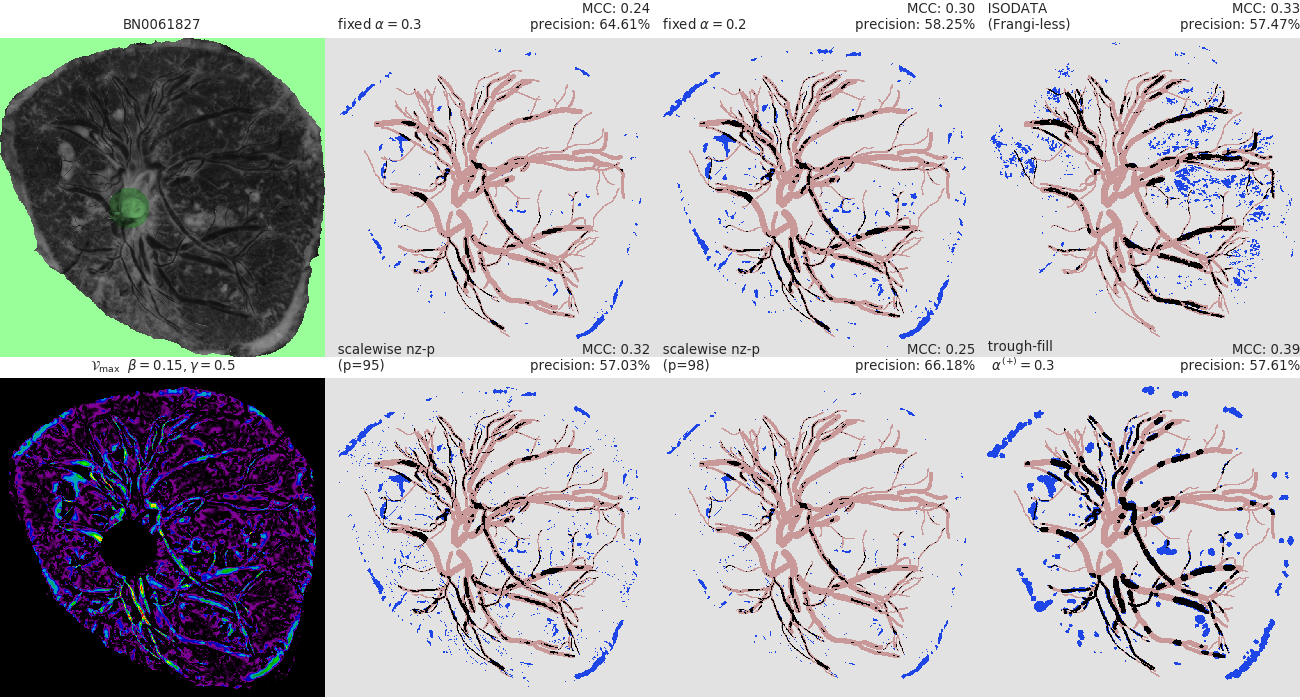 BN0061827
fixed α = 0.3
MCC: 0.24
precision: 64.61%
fixed α = 0.2
MCC: 0.30
precision: 58.25%
ISODATA
(Frangi-less)
MCC: 0.33
precision: 57.47%
𝒱max β = 0.15, γ = 0.5
scalewise nz-p
(p=95)
MCC: 0.32
precision: 57.03%
scalewise nz-p
(p=98)
MCC: 0.25
precision: 66.18%
trough-fill
α(+) = 0.3
MCC: 0.39
precision: 57.61%